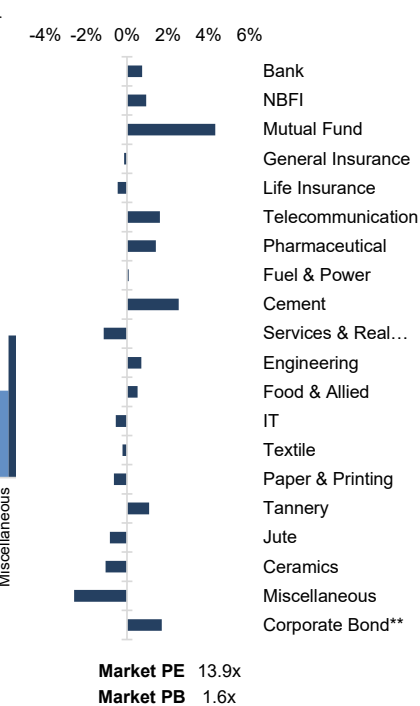 -4% -2% 0% 2% 4% 6%
Bank
NBFI
Mutual Fund
General Insurance
Life Insurance
Telecommunication
Pharmaceutical
Fuel & Power
Cement
Services & Real…
Engineering
Food & Allied
IT
Textile
Paper & Printing
Tannery
Jute
Ceramics
Miscellaneous
Corporate Bond**
Miscellaneous
Market PE 13.9x
Market PB 1.6x